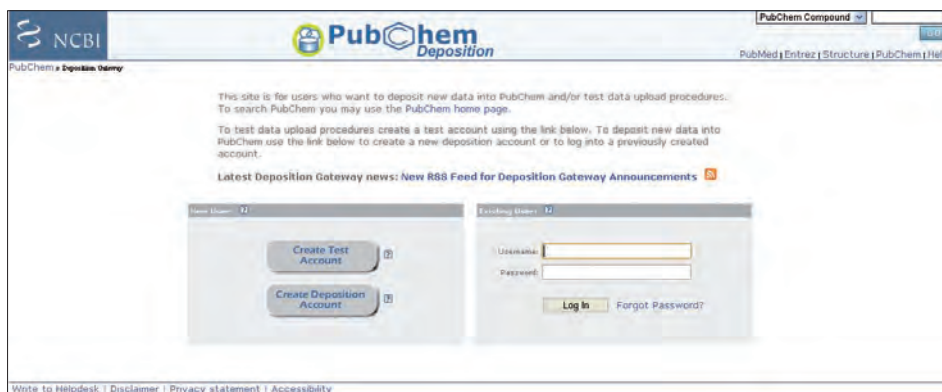 NCBI
PubChem
Deposition
PubChem Compound
GO
PubMed | Entrez | Structure | PubChem | Hel
PubChem » Deposition Gateway
This site is for users who want to deposit new data into PubChem and/or test data upload procedures.
To search PubChem you may use the PubChem home page.
To test data upload procedures create a test account using the link below. To deposit new data into
PubChem use the link below to create a new deposition account or to log into a previously created
account.
Latest Deposition Gateway news: New RSS Feed for Deposition Gateway Announcements
New User: ?
Create Test
Account
?
Create Deposition
Account
?
Existing Users: ?
Username:
Password:
Log In
Forgot Password?
Write to Helpdesk | Disclaimer | Privacy statement | Accessibility